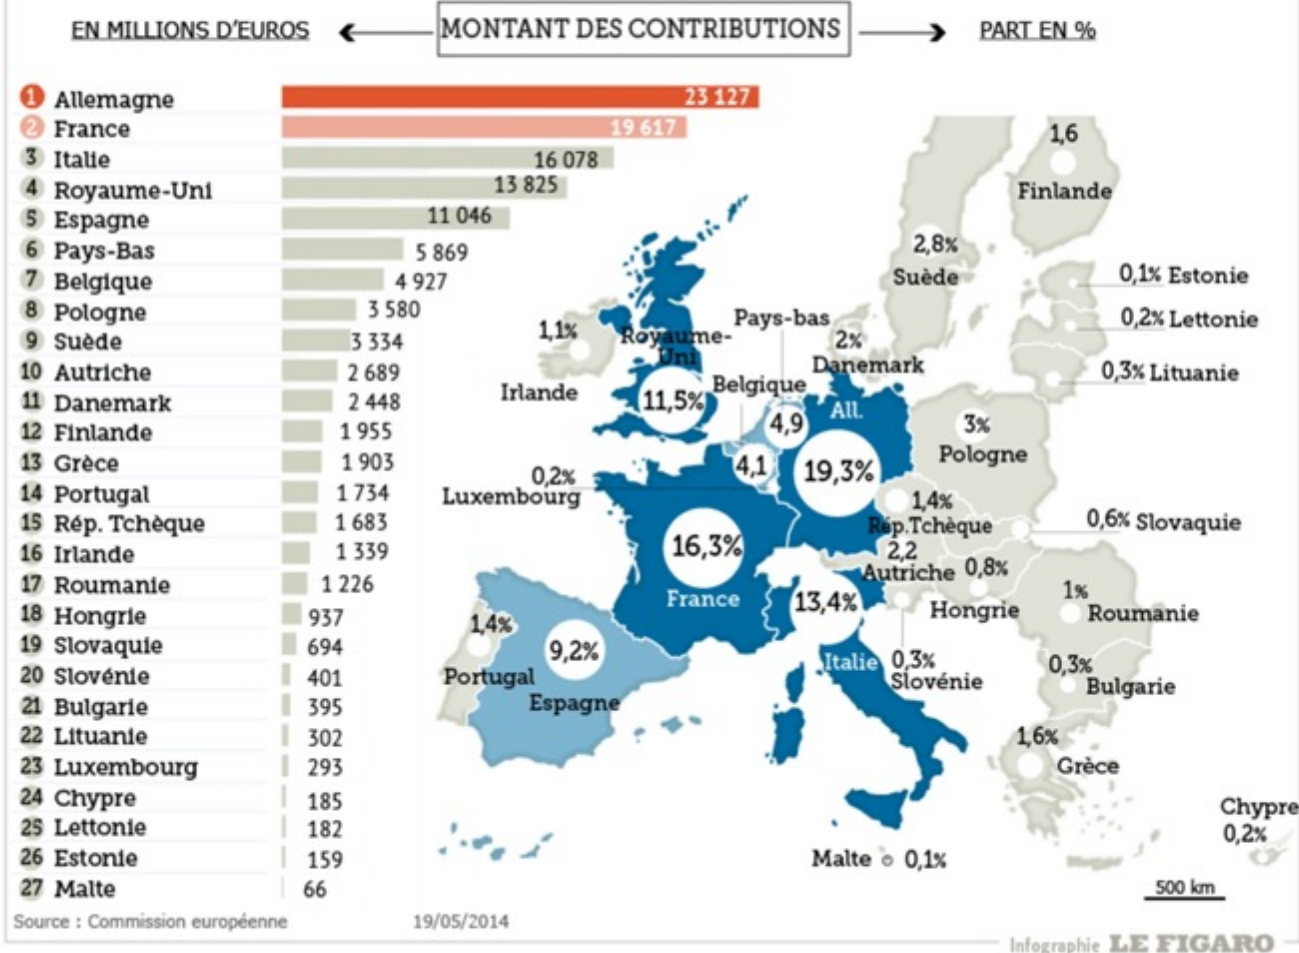 EN MILLIONS D'EUROS
MONTANT DES CONTRIBUTIONS
PART EN %
1 Allemagne 23 127
2 France 19 617
3 Italie 16 078
4 Royaume-Uni 13 825
5 Espagne 11 046
6 Pays-Bas 5 869
7 Belgique 4 927
8 Pologne 3 580
9 Suède 3 334
10 Autriche 2 689
11 Danemark 2 448
12 Finlande 1 955
13 Grèce 1 903
14 Portugal 1 734
15 Rép. Tchèque 1 683
16 Irlande 1 339
17 Roumanie 1 226
18 Hongrie 937
19 Slovaquie 694
20 Slovénie 401
21 Bulgarie 395
22 Lituanie 302
23 Luxembourg 293
24 Chypre 185
25 Lettonie 182
26 Estonie 159
27 Malte 66
1,6
Finlande
2,8%
Suède
0,1% Estonie
0,2% Lettonie
0,3% Lituanie
1,1%
Irlande
Royaume-
Uni
11,5%
Pays-bas
4,9
Belgique
4,1
2%
Danemark
All.
19,3%
3%
Pologne
0,2%
Luxembourg
1,4%
Rép.Tchèque
0,6% Slovaquie
2,2
Autriche
0,8%
Hongrie
16,3%
France
13,4%
Italie
1%
Roumanie
1,4%
Portugal
9,2%
Espagne
0,3%
Slovénie
0,3%
Bulgarie
1,6%
Grèce
Chypre
0,2%
Malte 0,1%
500 km
Source : Commission européenne
19/05/2014
Infographie LE FIGARO